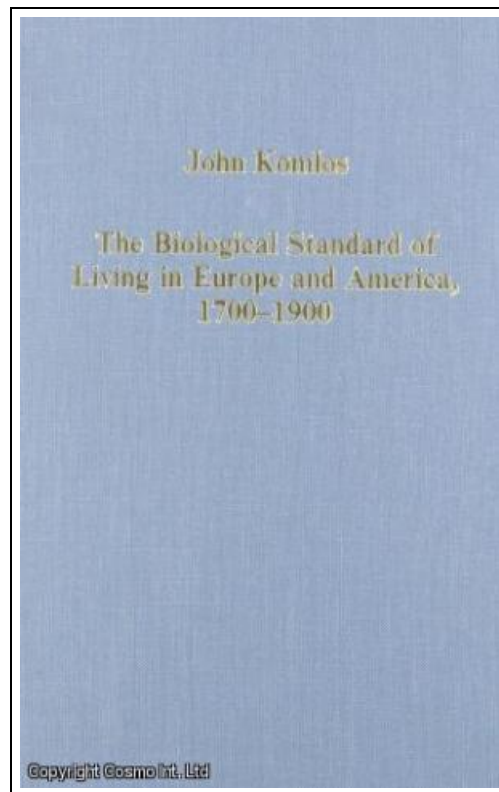 John Komlos
The Biological Standard of
Living in Europe and America,
1700–1900
Copyright Cosmo Int. Ltd